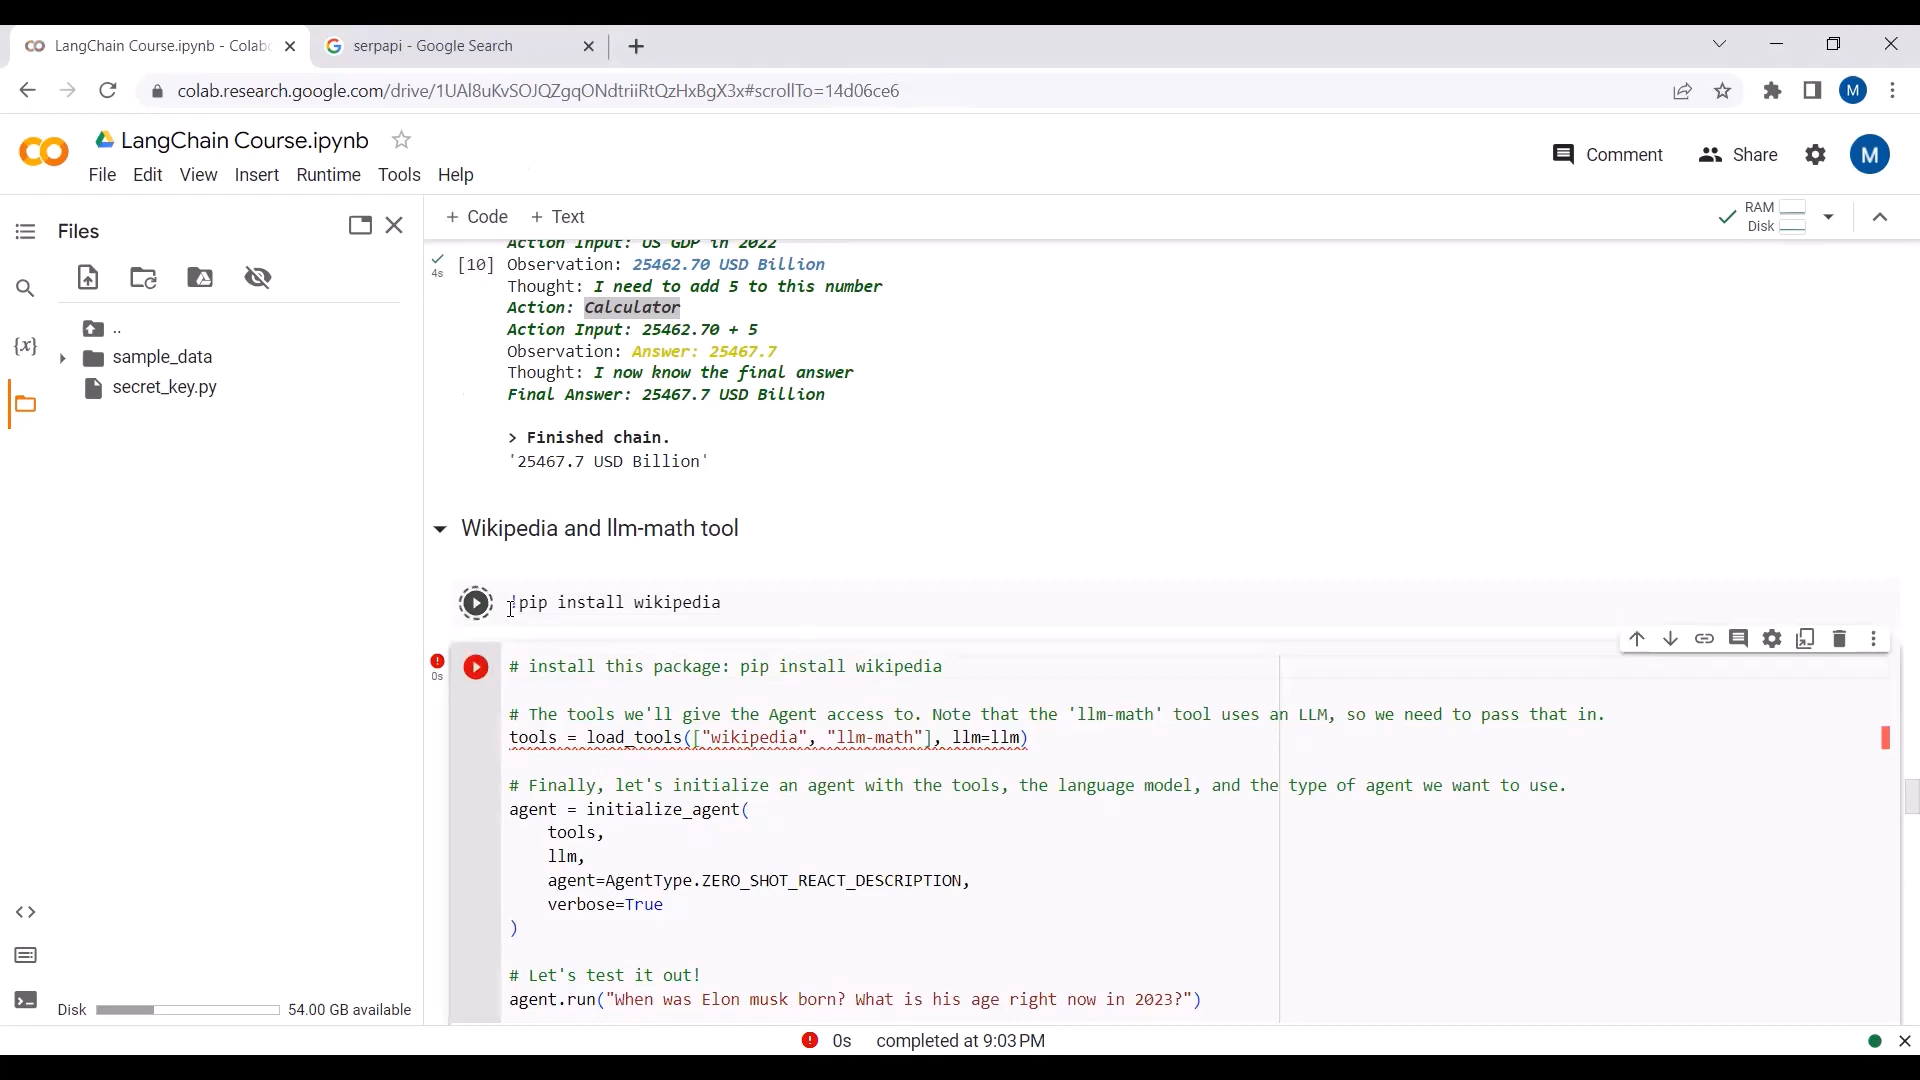 LangChain Course.ipynb - Colabo
serpapi - Google Search
colab.research.google.com/drive/1UAl8uKvSOJQZgqONdtriiRtQzHxBgX3x#scrollTo=14d06ce6
M
LangChain Course.ipynb
File Edit View Insert Runtime Tools Help
Comment
Share
M
Files
+ Code + Text
RAM
Disk
..
sample_data
secret_key.py
{x}
Action Input: US GDP in 2022
4s
[10] Observation: 25462.70 USD Billion
Thought: I need to add 5 to this number
Action: Calculator
Action Input: 25462.70 + 5
Observation: Answer: 25467.7
Thought: I now know the final answer
Final Answer: 25467.7 USD Billion
> Finished chain.
'25467.7 USD Billion'
Wikipedia and llm-math tool
!pip install wikipedia
0s
# install this package: pip install wikipedia
# The tools we'll give the Agent access to. Note that the 'llm-math' tool uses an LLM, so we need to pass that in.
tools = load_tools(["wikipedia", "llm-math"], llm=llm)
# Finally, let's initialize an agent with the tools, the language model, and the type of agent we want to use.
agent = initialize_agent(
tools,
llm,
agent=AgentType.ZERO_SHOT_REACT_DESCRIPTION,
verbose=True
)
# Let's test it out!
agent.run("When was Elon musk born? What is his age right now in 2023?")
Disk 54.00 GB available
0s completed at 9:03 PM